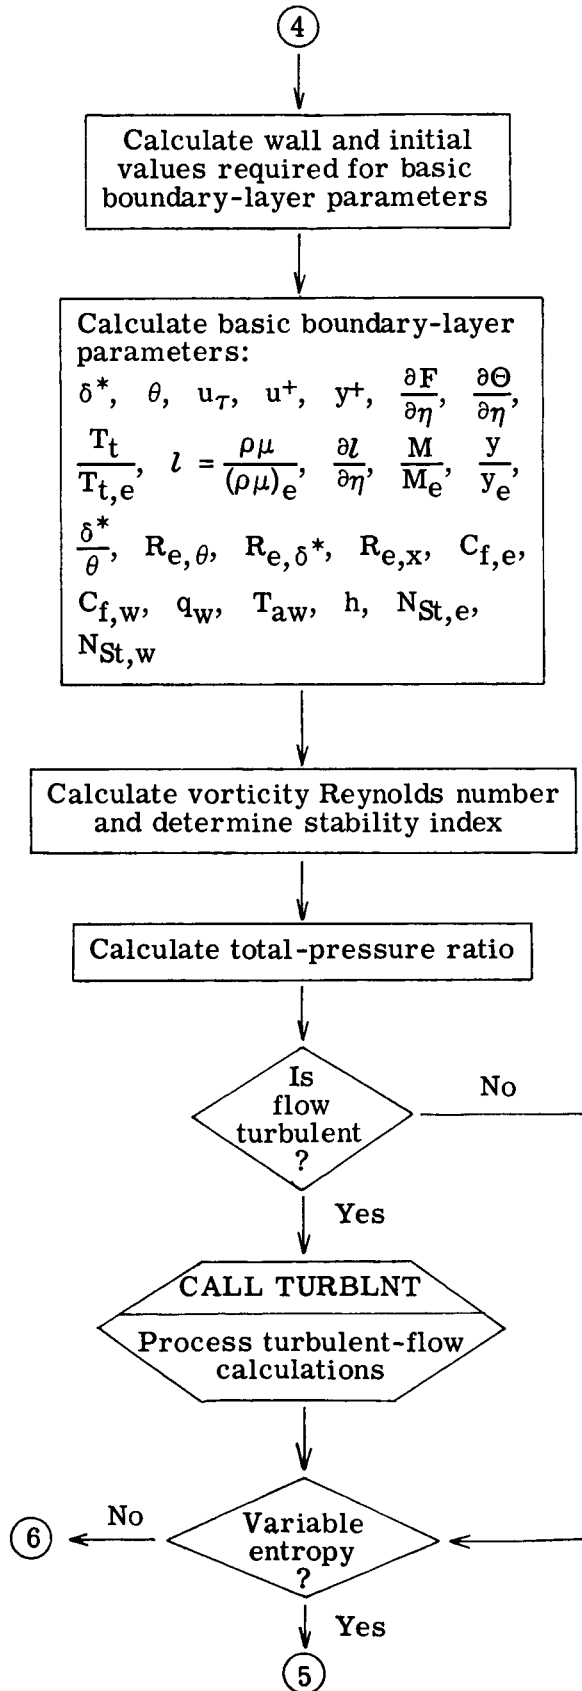 4
Calculate wall and initial
values required for basic
boundary-layer parameters
Calculate basic boundary-layer
parameters:
δ*, θ, u_τ, u⁺, y⁺, ∂F/∂η, ∂Θ/∂η,
T_t/T_t,e, l = ρμ/(ρμ)_e, ∂l/∂η, M/M_e, y/y_e,
δ*/θ, R_e,θ, R_e,δ*, R_e,x, C_f,e,
C_f,w, q_w, T_aw, h, N_St,e,
N_St,w
Calculate vorticity Reynolds number
and determine stability index
Calculate total-pressure ratio
Is
flow
turbulent
?
No
Yes
CALL TURBLNT
Process turbulent-flow
calculations
6
No
Variable
entropy
?
Yes
5